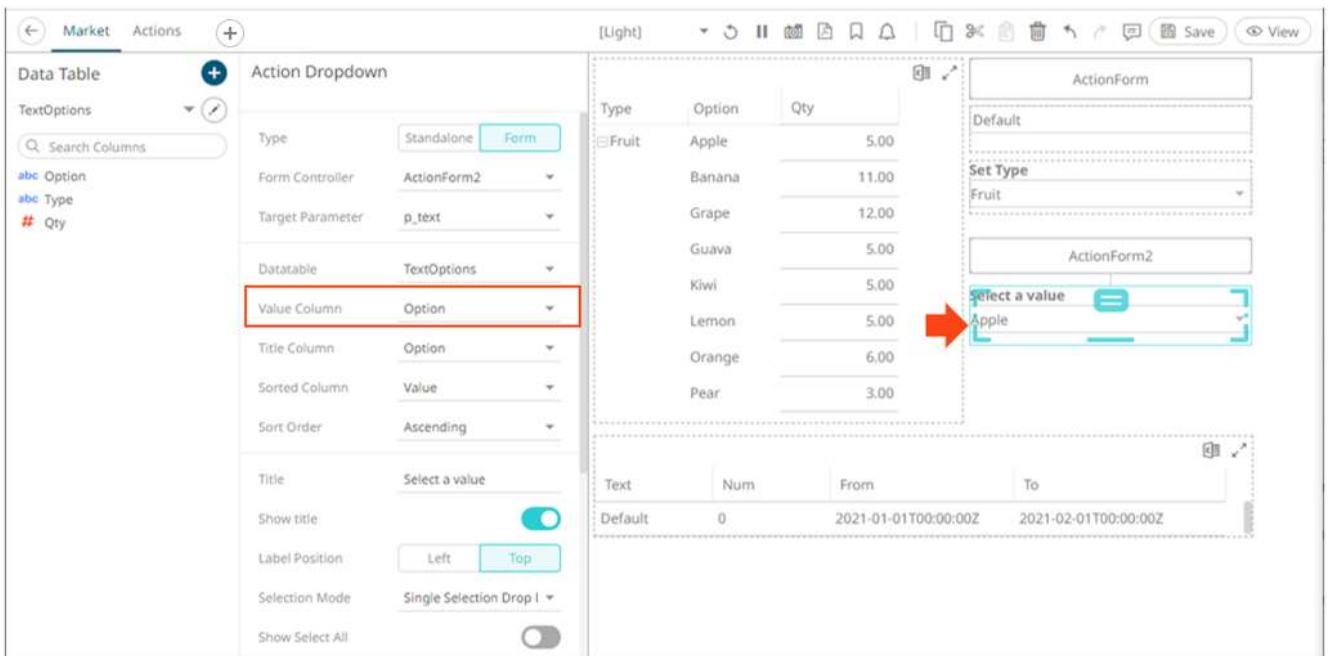 Market Actions [Light] Save View
Data Table
TextOptions
Search Columns
abc Option
abc Type
# Qty
Action Dropdown
Type Standalone Form
Form Controller ActionForm2
Target Parameter p_text
Datatable TextOptions
Value Column Option
Title Column Option
Sorted Column Value
Sort Order Ascending
Title Select a value
Show title
Label Position Left Top
Selection Mode Single Selection Drop l
Show Select All
Type Option Qty
Fruit Apple 5.00
Banana 11.00
Grape 12.00
Guava 5.00
Kiwi 5.00
Lemon 5.00
Orange 6.00
Pear 3.00
ActionForm
Default
Set Type
Fruit
ActionForm2
Select a value
Apple
Text Num From To
Default 0 2021-01-01T00:00:00Z 2021-02-01T00:00:00Z